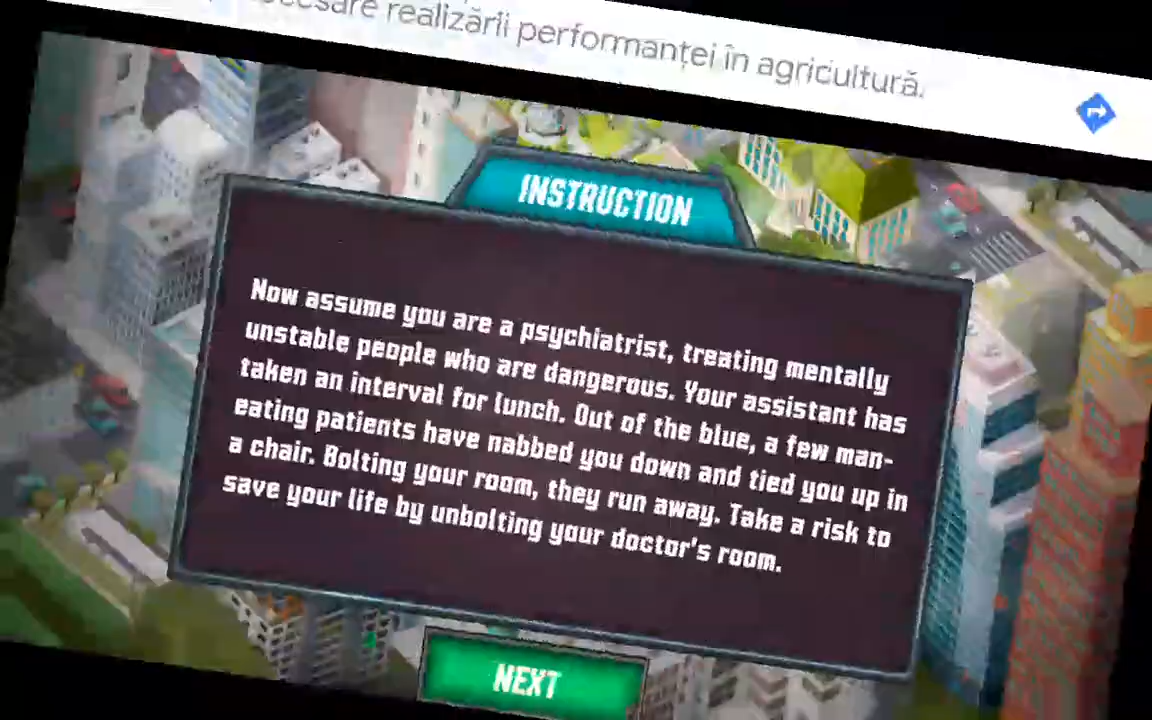 realizării performanței în agricultură.
INSTRUCTION
Now assume you are a psychiatrist, treating mentally
unstable people who are dangerous. Your assistant has
taken an interval for lunch. Out of the blue, a few man-
eating patients have nabbed you down and tied you up in
a chair. Bolting your room, they run away. Take a risk to
save your life by unbolting your doctor's room.
NEXT